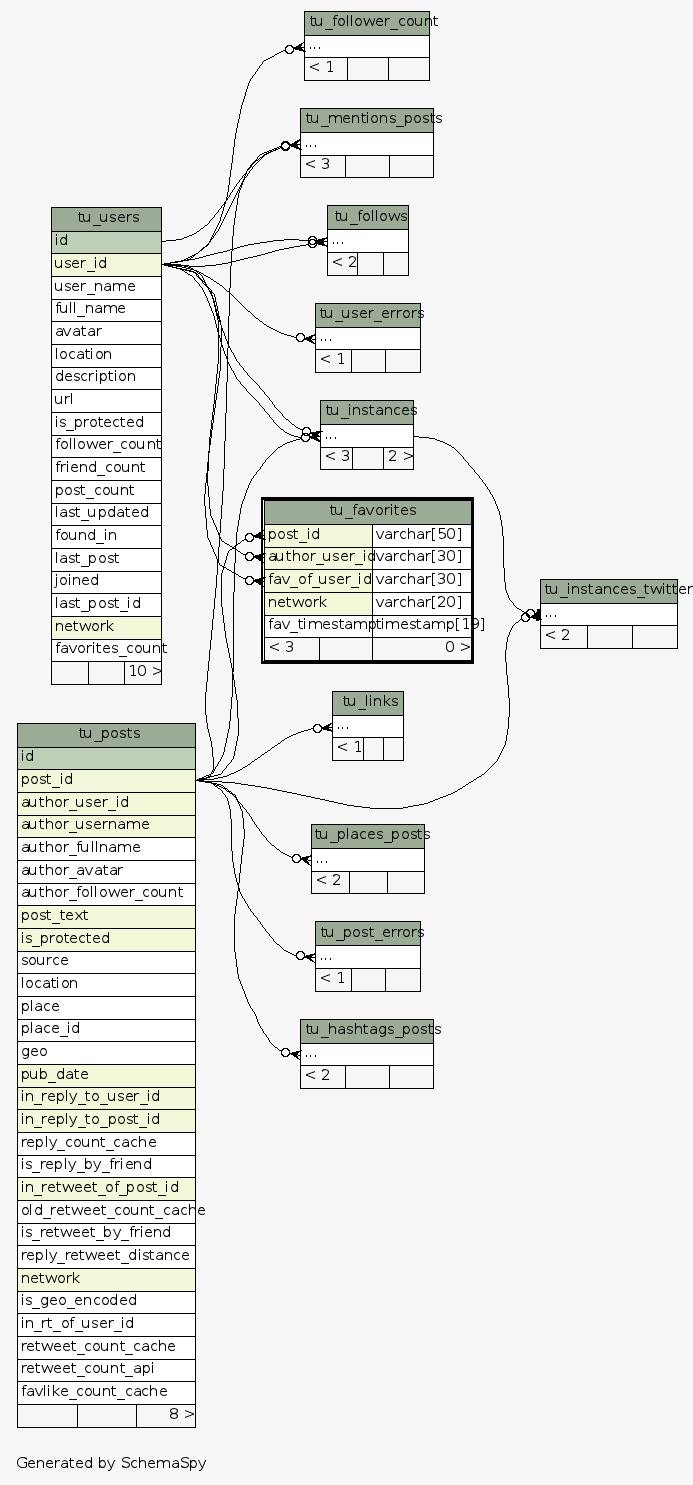 tu_follower_count
...
< 1
tu_mentions_posts
...
< 3
tu_users
id
user_id
user_name
full_name
avatar
location
description
url
is_protected
follower_count
friend_count
post_count
last_updated
found_in
last_post
joined
last_post_id
network
favorites_count
10 >
tu_follows
...
< 2
tu_user_errors
...
< 1
tu_instances
...
< 3 2 >
tu_favorites
post_id varchar[50]
author_user_id varchar[30]
fav_of_user_id varchar[30]
network varchar[20]
fav_timestamp timestamp[19]
< 3 0 >
tu_instances_twitter
...
< 2
tu_links
...
< 1
tu_posts
id
post_id
author_user_id
author_username
author_fullname
author_avatar
author_follower_count
post_text
is_protected
source
location
place
place_id
geo
pub_date
in_reply_to_user_id
in_reply_to_post_id
reply_count_cache
is_reply_by_friend
in_retweet_of_post_id
old_retweet_count_cache
is_retweet_by_friend
reply_retweet_distance
network
is_geo_encoded
in_rt_of_user_id
retweet_count_cache
retweet_count_api
favlike_count_cache
8 >
tu_places_posts
...
< 2
tu_post_errors
...
< 1
tu_hashtags_posts
...
< 2
Generated by SchemaSpy